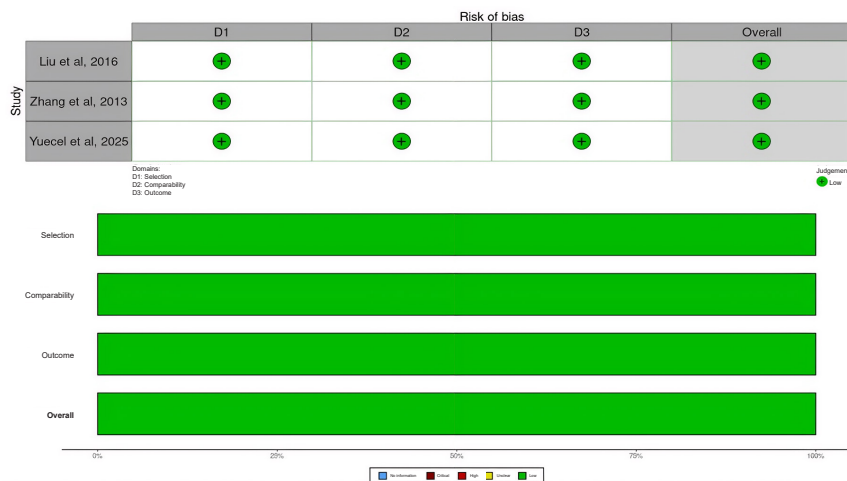 Risk of bias
D1 D2 D3 Overall
Study
Liu et al, 2016
Zhang et al, 2013
Yuecel et al, 2025
Domains:
D1: Selection
D2: Comparability
D3: Outcome
Judgement
Low
Selection
Comparability
Outcome
Overall
0% 25% 50% 75% 100%
No information Critical High Unclear Low